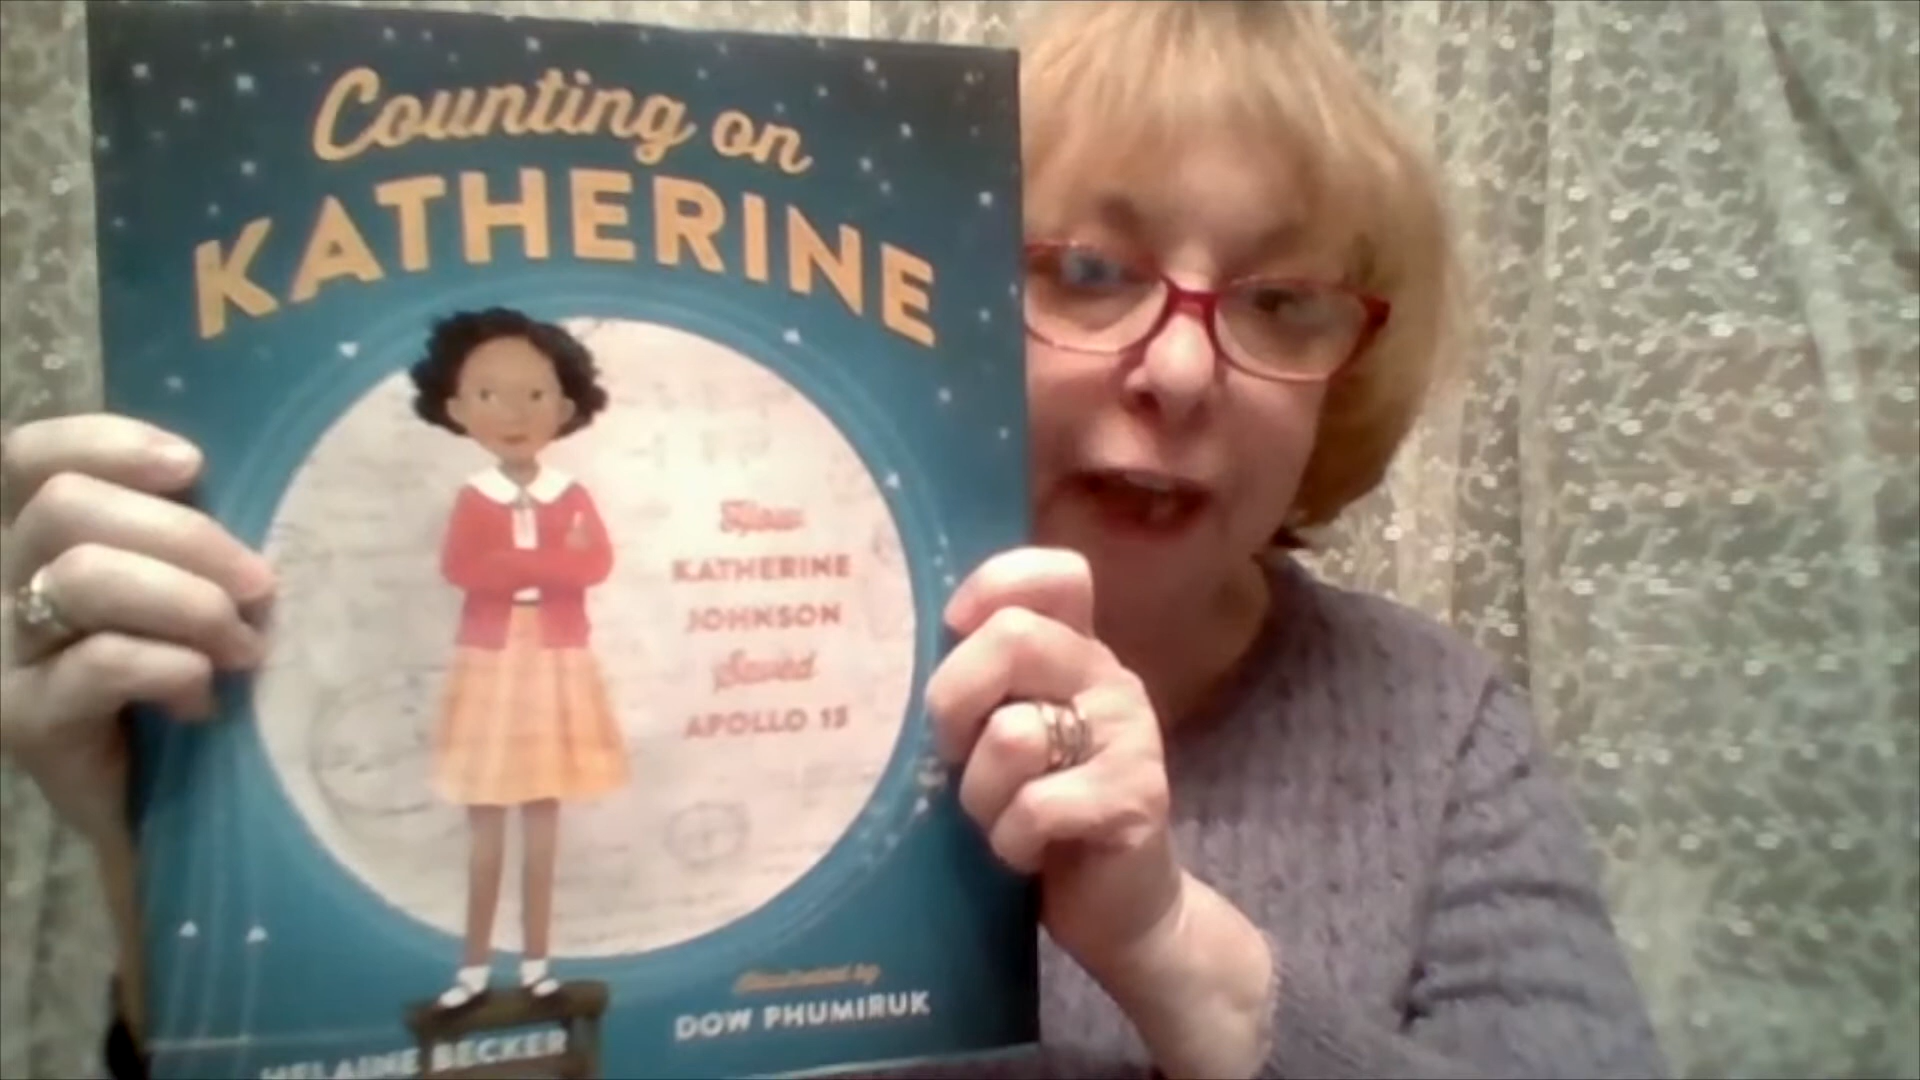 Counting on
KATHERINE
How
KATHERINE
JOHNSON
Saved
APOLLO 13
Illustrated by
DOW PHUMIRUK
HELAINE BECKER